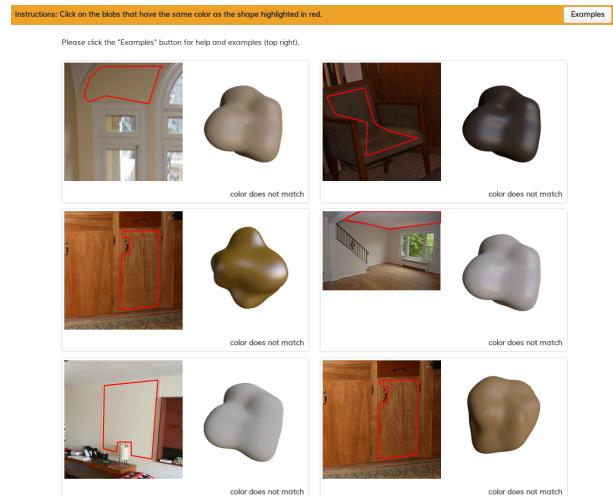 Instructions: Click on the blobs that have the same color as the shape highlighted in red.
Examples
Please click the "Examples" button for help and examples (top right).
color does not match
color does not match
color does not match
color does not match
color does not match
color does not match